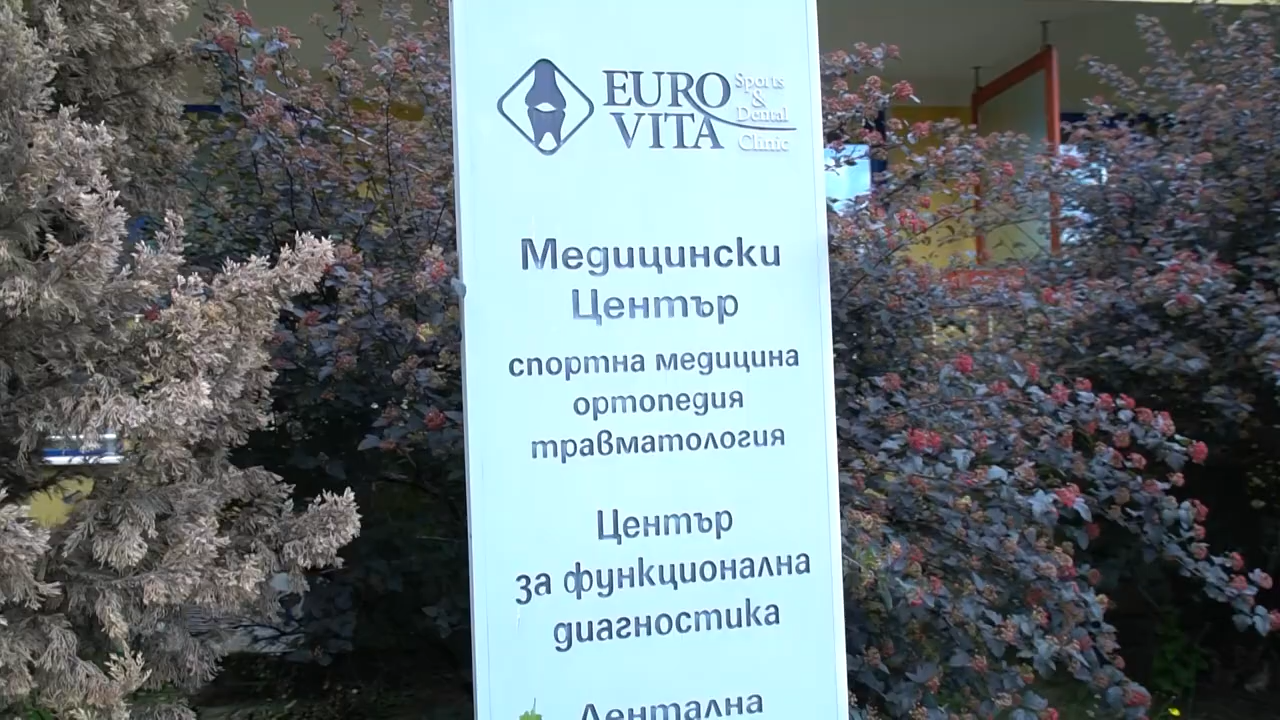 EURO
VITA
Sports
&
Dental
Clinic
Медицински
Център
спортна медицина
ортопедия
травматология
Център
за функционална
диагностика
Дентална